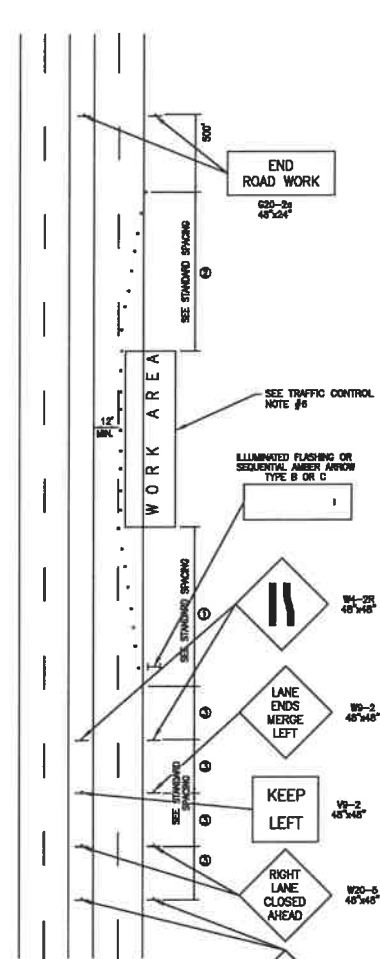 500'
END
ROAD WORK
G20-2a
48"x24"
SEE STANDARD SPACING
WORK AREA
SEE TRAFFIC CONTROL
NOTE #6
12'
MIN.
ILLUMINATED FLASHING OR
SEQUENTIAL AMBER ARROW
TYPE B OR C
SEE STANDARD SPACING
W4-2R
48"x48"
LANE
ENDS
MERGE
LEFT
W9-2
48"x48"
SEE STANDARD
SPACING
KEEP
LEFT
V9-2
48"x48"
RIGHT
LANE
CLOSED
AHEAD
W20-5
48"x48"